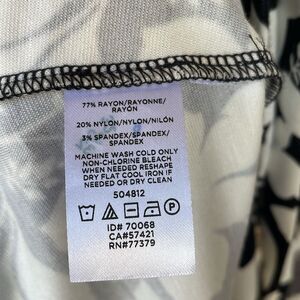 77% RAYON/RAYONNE/
RAYÓN
20% NYLON/NYLON/NILÓN
3% SPANDEX/SPANDEX/
SPANDEX
MACHINE WASH COLD ONLY
NON-CHLORINE BLEACH
WHEN NEEDED RESHAPE
DRY FLAT COOL IRON IF
NEEDED OR DRY CLEAN
504812
P
ID# 70068
CA#57421
RN#77379